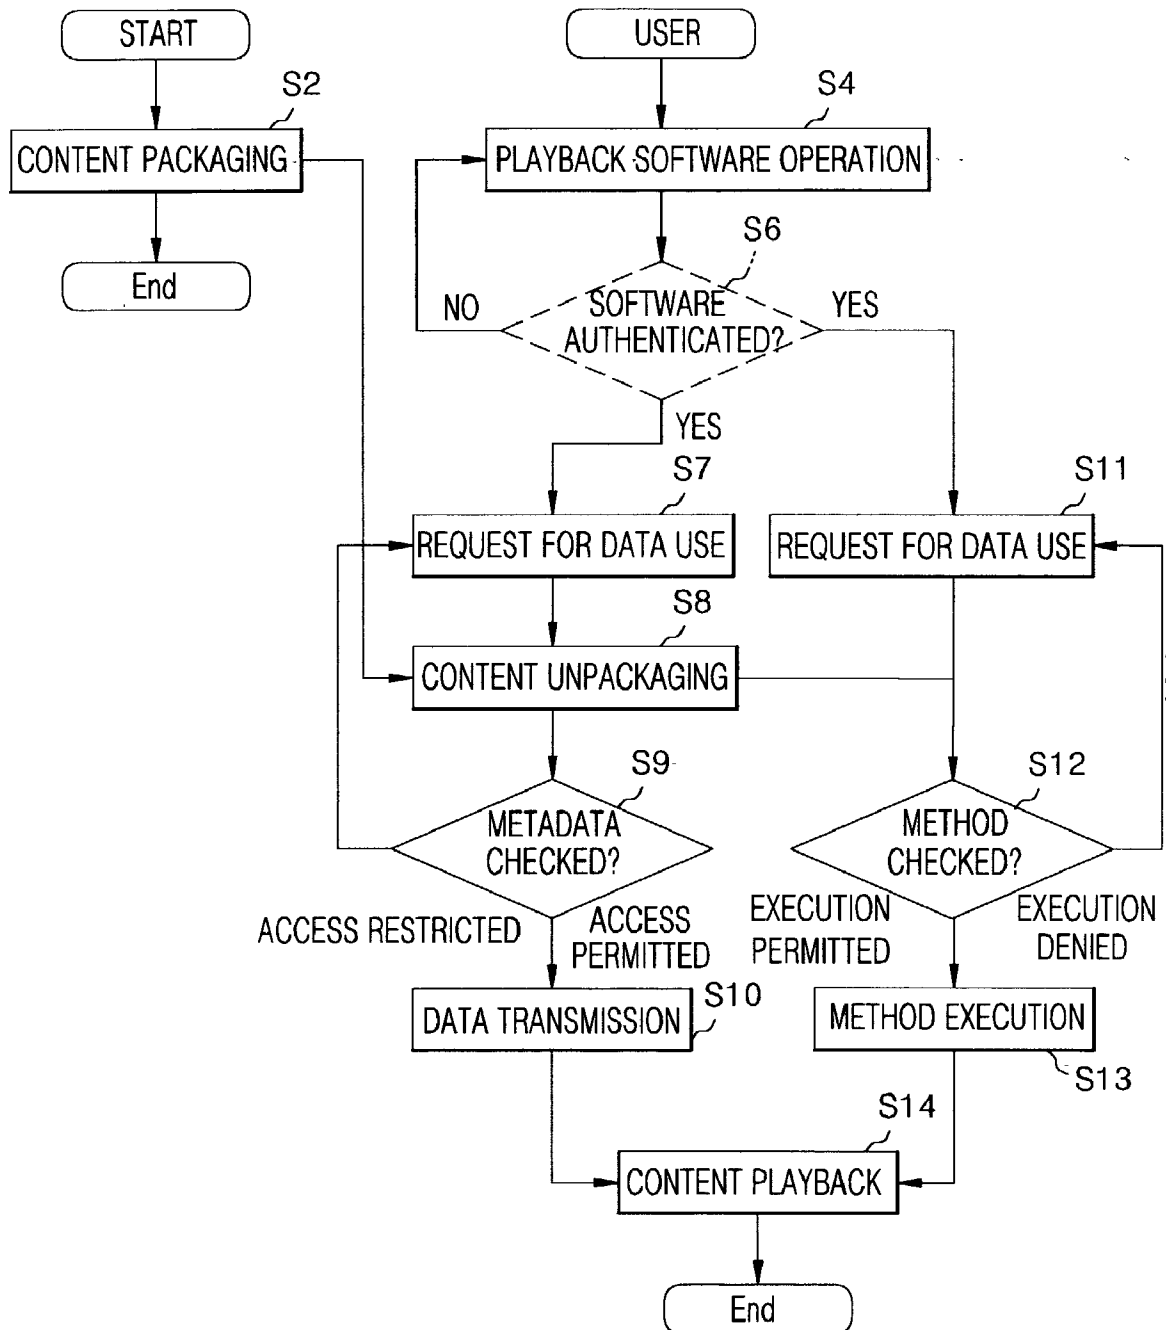 START
USER
S2
S4
CONTENT PACKAGING
PLAYBACK SOFTWARE OPERATION
S6
End
NO
SOFTWARE
AUTHENTICATED?
YES
YES
S7
S11
REQUEST FOR DATA USE
REQUEST FOR DATA USE
S8
CONTENT UNPACKAGING
S9
S12
METADATA
CHECKED?
METHOD
CHECKED?
ACCESS RESTRICTED
ACCESS
PERMITTED
EXECUTION
PERMITTED
EXECUTION
DENIED
DATA TRANSMISSION
S10
METHOD EXECUTION
S13
S14
CONTENT PLAYBACK
End